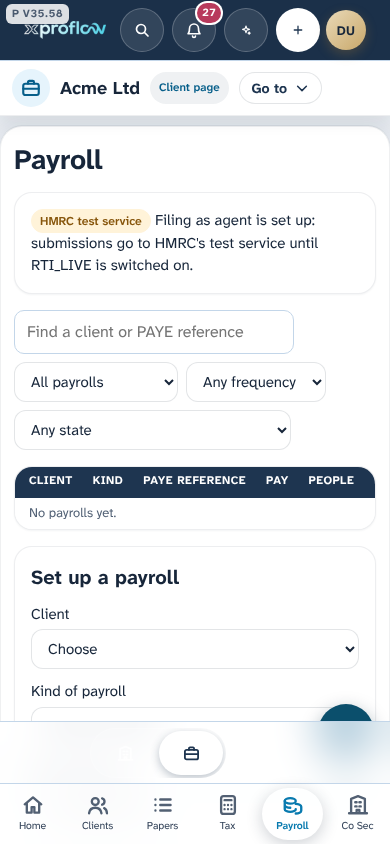 P V35.58
xproflow
27
DU
Acme Ltd
Client page
Go to
Payroll
HMRC test service Filing as agent is set up:
submissions go to HMRC's test service until
RTI_LIVE is switched on.
Find a client or PAYE reference
All payrolls
Any frequency
Any state
CLIENT KIND PAYE REFERENCE PAY PEOPLE
No payrolls yet.
Set up a payroll
Client
Choose
Kind of payroll
Home
Clients
Papers
Tax
Payroll
Co Sec